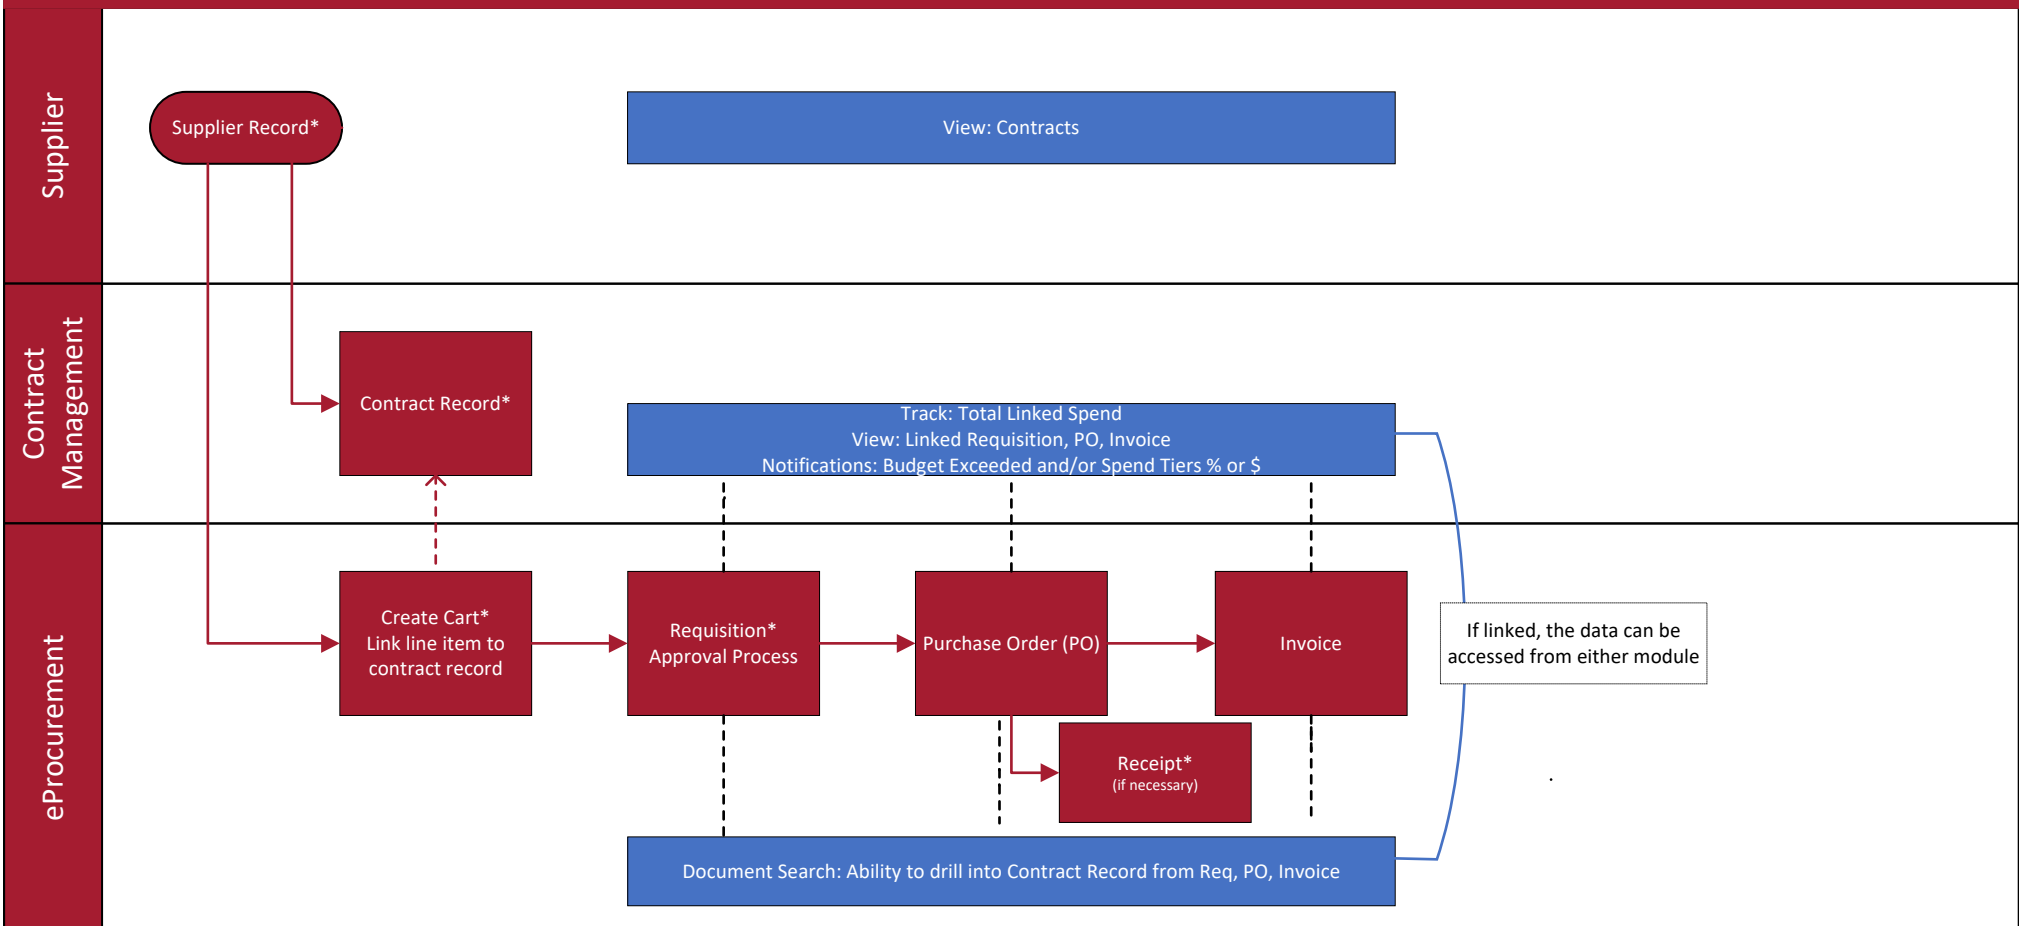 Supplier
Supplier Record*
View: Contracts
Contract
Management
Contract Record*
Track: Total Linked Spend
View: Linked Requisition, PO, Invoice
Notifications: Budget Exceeded and/or Spend Tiers % or $
eProcurement
Create Cart*
Link line item to
contract record
Requisition*
Approval Process
Purchase Order (PO)
Invoice
If linked, the data can be
accessed from either module
Receipt*
(if necessary)
.
Document Search: Ability to drill into Contract Record from Req, PO, Invoice